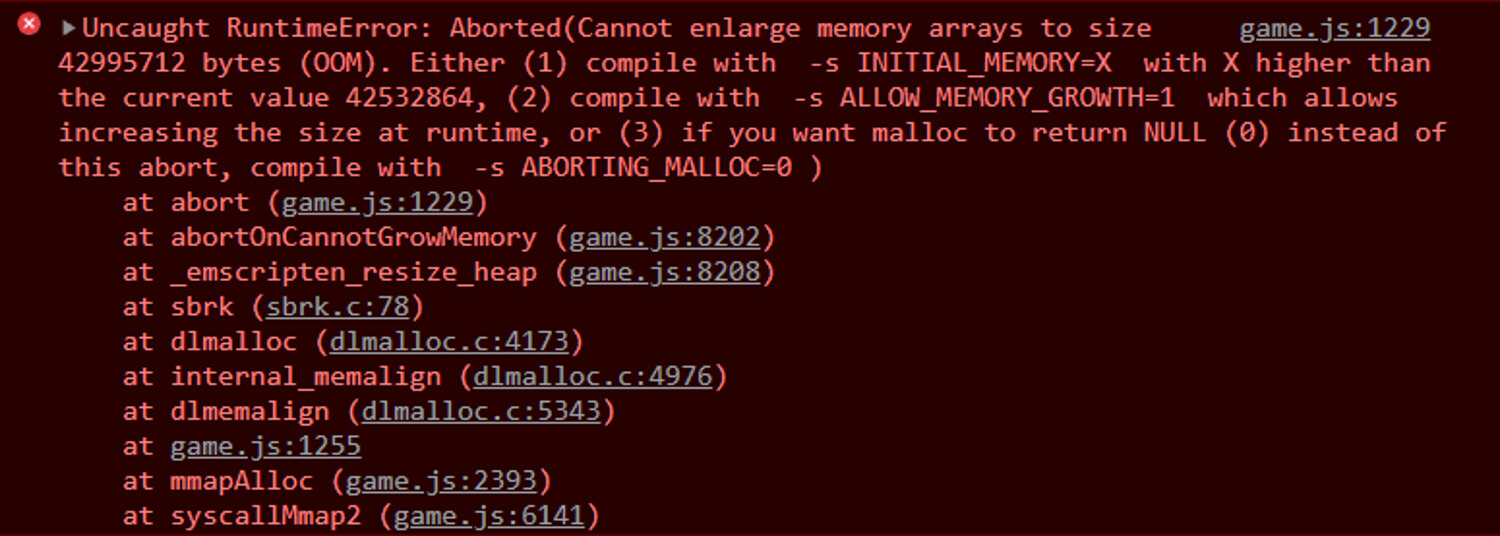 Uncaught RuntimeError: Aborted(Cannot enlarge memory arrays to size game.js:1229
42995712 bytes (OOM). Either (1) compile with -s INITIAL_MEMORY=X with X higher than
the current value 42532864, (2) compile with -s ALLOW_MEMORY_GROWTH=1 which allows
increasing the size at runtime, or (3) if you want malloc to return NULL (0) instead of
this abort, compile with -s ABORTING_MALLOC=0 )
at abort (game.js:1229)
at abortOnCannotGrowMemory (game.js:8202)
at _emscripten_resize_heap (game.js:8208)
at sbrk (sbrk.c:78)
at dlmalloc (dlmalloc.c:4173)
at internal_memalign (dlmalloc.c:4976)
at dlmemalign (dlmalloc.c:5343)
at game.js:1255
at mmapAlloc (game.js:2393)
at syscallMmap2 (game.js:6141)